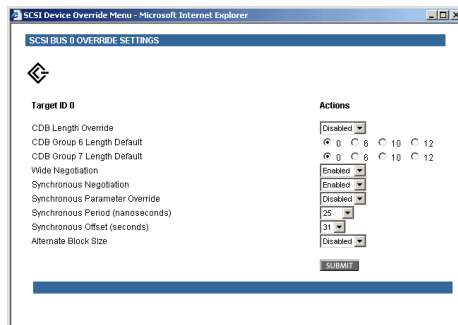 SCSI Device Override Menu - Microsoft Internet Explorer
SCSI BUS 0 OVERRIDE SETTINGS
Target ID 0 Actions
CDB Length Override Disabled
CDB Group 6 Length Default 0 6 10 12
CDB Group 7 Length Default 0 6 10 12
Wide Negotiation Enabled
Synchronous Negotiation Enabled
Synchronous Parameter Override Disabled
Synchronous Period (nanoseconds) 25
Synchronous Offset (seconds) 31
Alternate Block Size Disabled
SUBMIT